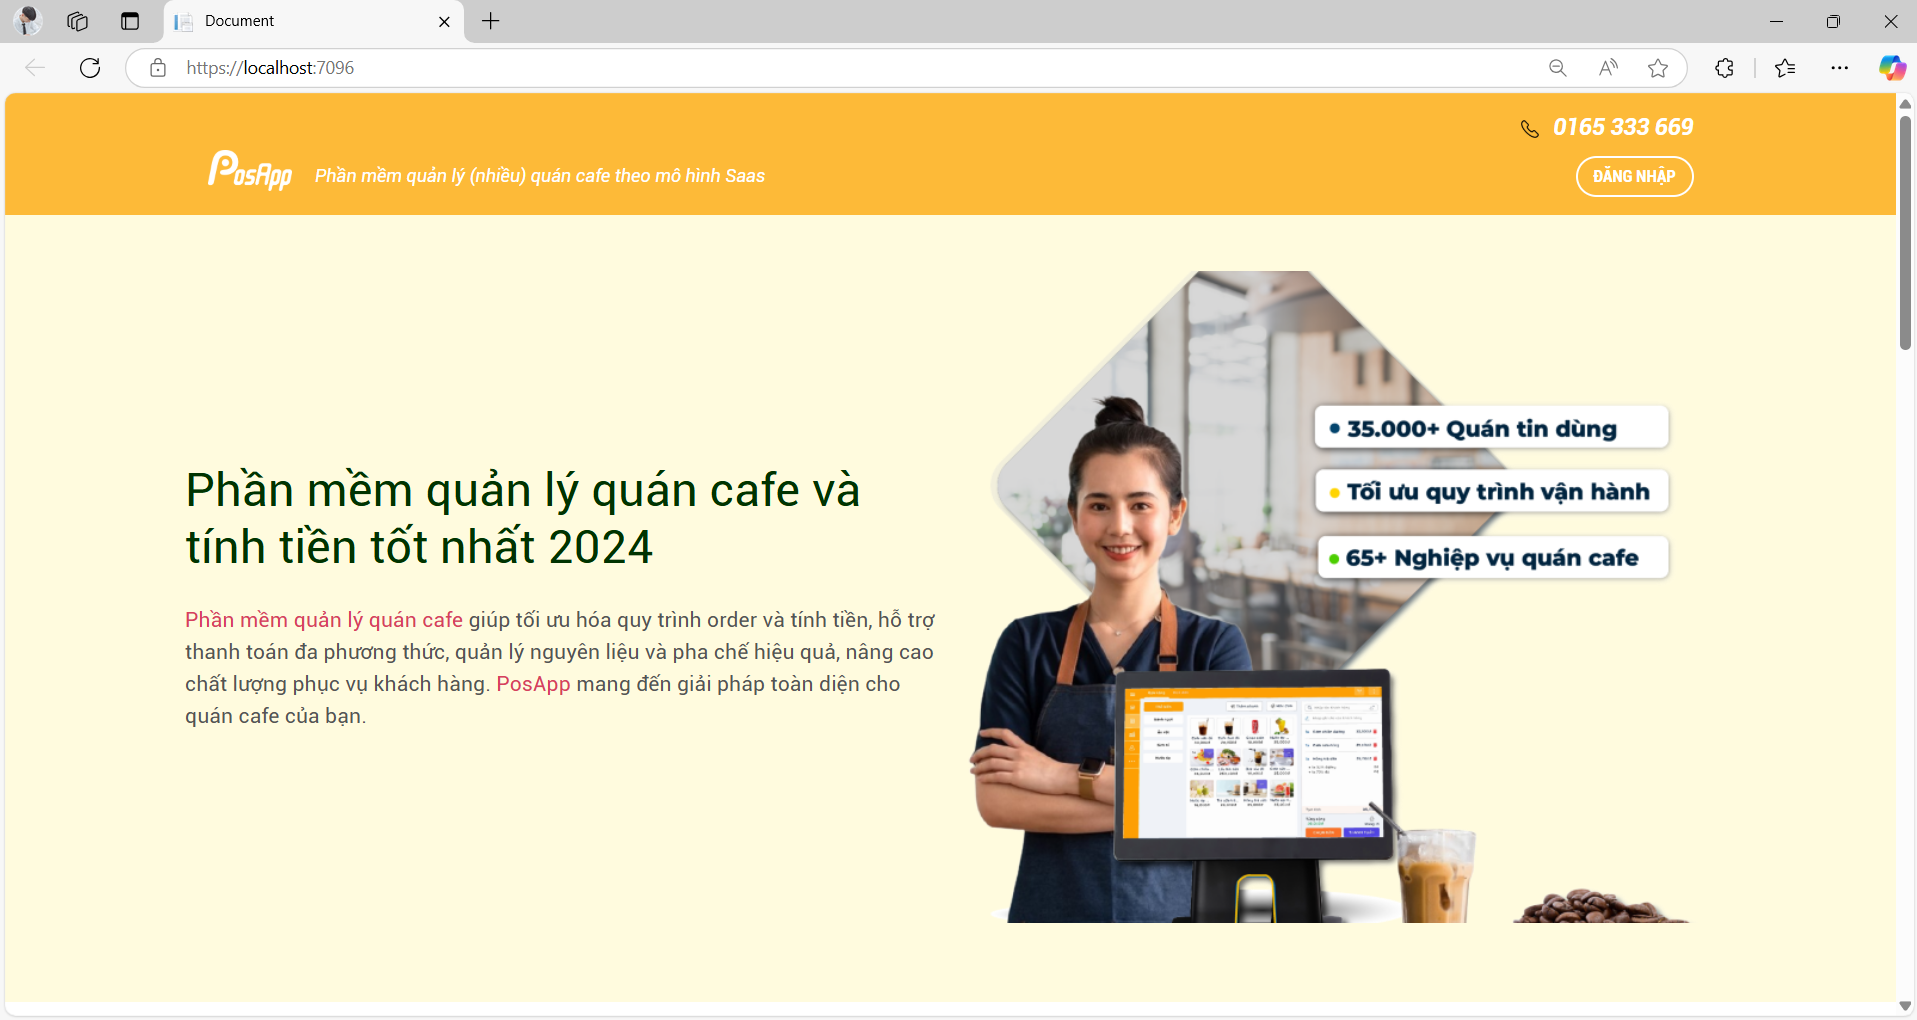 Document
https://localhost:7096
0165 333 669
PosApp
Phần mềm quản lý (nhiều) quán cafe theo mô hình Saas
ĐĂNG NHẬP
35.000+ Quán tin dùng
Tối ưu quy trình vận hành
65+ Nghiệp vụ quán cafe
Phần mềm quản lý quán cafe và
tính tiền tốt nhất 2024
Phần mềm quản lý quán cafe giúp tối ưu hóa quy trình order và tính tiền, hỗ trợ
thanh toán đa phương thức, quản lý nguyên liệu và pha chế hiệu quả, nâng cao
chất lượng phục vụ khách hàng. PosApp mang đến giải pháp toàn diện cho
quán cafe của bạn.